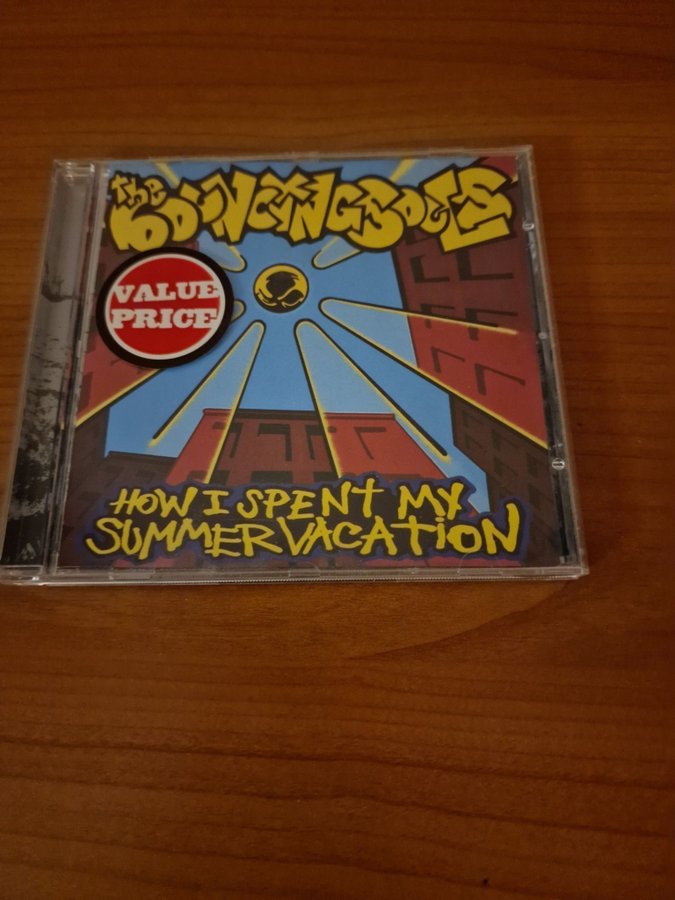 the BOUNCING SOULS
VALUE
PRICE
HOW I SPENT MY
SUMMER VACATiON